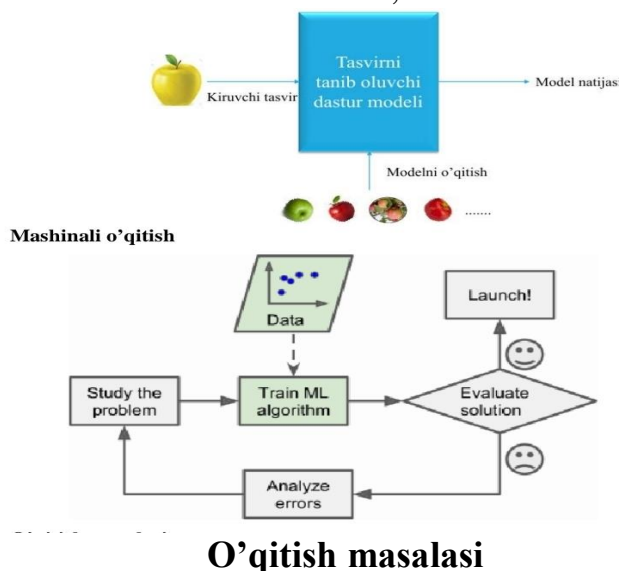 Tasvirni
tanib oluvchi
dastur modeli
Kiruvchi tasvir
Model natijasi
Modelni o’qitish
.......
Mashinali o’qitish
Data
Launch!
Study the
problem
Train ML
algorithm
Evaluate
solution
Analyze
errors
O’qitish masalasi